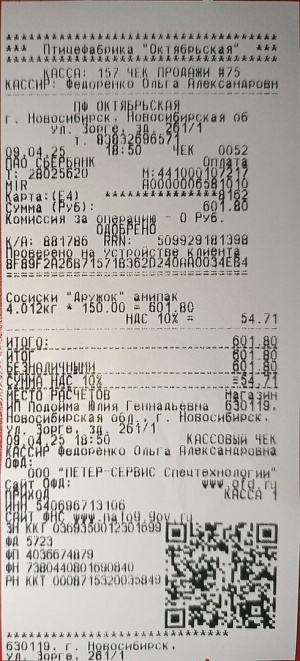 ********************************
*** Птицефабрика "Октябрьская" ***
********************************
КАССА: 157 ЧЕК ПРОДАЖИ #75
КАССИР: Федоренко Ольга Александровн
ПФ ОКТЯБРЬСКАЯ
г. Новосибирск, Новосибирская об
ул. Зорге, зд. 261/1
т. 83832696571
09.04.25 18:50 ЧЕК 0052
ПАО СБЕРБАНК Оплата
Т: 28025620 М:441000107217
MIR A0000006581010
Карта:(E4) ************9162
Сумма (Руб): 601.80
Комиссия за операцию - 0 Руб.
ОДОБРЕНО
К/А: 881786 RRN: 509929181398
Проверено на устройстве клиента
================================
Сосиски "Дружок" амипак
4.012кг * 150.00 = 601.80
НДС 10% = 54.71
ИТОГО: 601.80
ИТОГ 601.80
БЕЗНАЛИЧНЫМИ 601.80
СУММА НДС 10% =54.71
МЕСТО РАСЧЕТОВ Магазин
ИП Подойма Юлия Геннадьевна 630119,
Новосибирская обл., г. Новосибирск,
ул. Зорге, зд. 261/1
09.04.25 18:50 КАССОВЫЙ ЧЕК
КАССИР Федоренко Ольга Александровна
ОФД:
ООО "ПЕТЕР-СЕРВИС Спецтехнологии"
Сайт ОФД: www.ofd.ru
ПРИХОД КАССА 1
ИНН 540696713106
Сайт ФНС www.nalog.gov.ru
ЗН ККТ 0369350012301699
ФД 5723
ФП 4036674879
ФН 7380440801690840
РН ККТ 0008715320035849
********************************
630119, г. Новосибирск,
ул. Зорге, 261/1